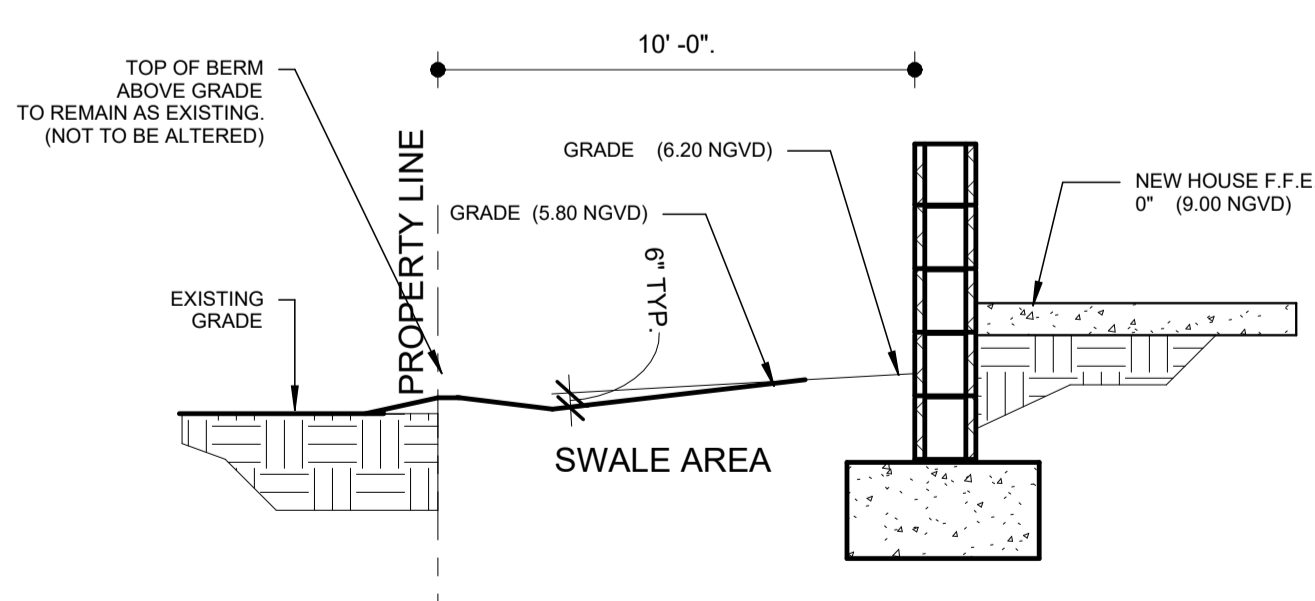 10' -0".
TOP OF BERM
ABOVE GRADE
TO REMAIN AS EXISTING.
(NOT TO BE ALTERED)
PROPERTY LINE
GRADE (6.20 NGVD)
NEW HOUSE F.F.E
0" (9.00 NGVD)
GRADE (5.80 NGVD)
6" TYP.
EXISTING
GRADE
SWALE AREA